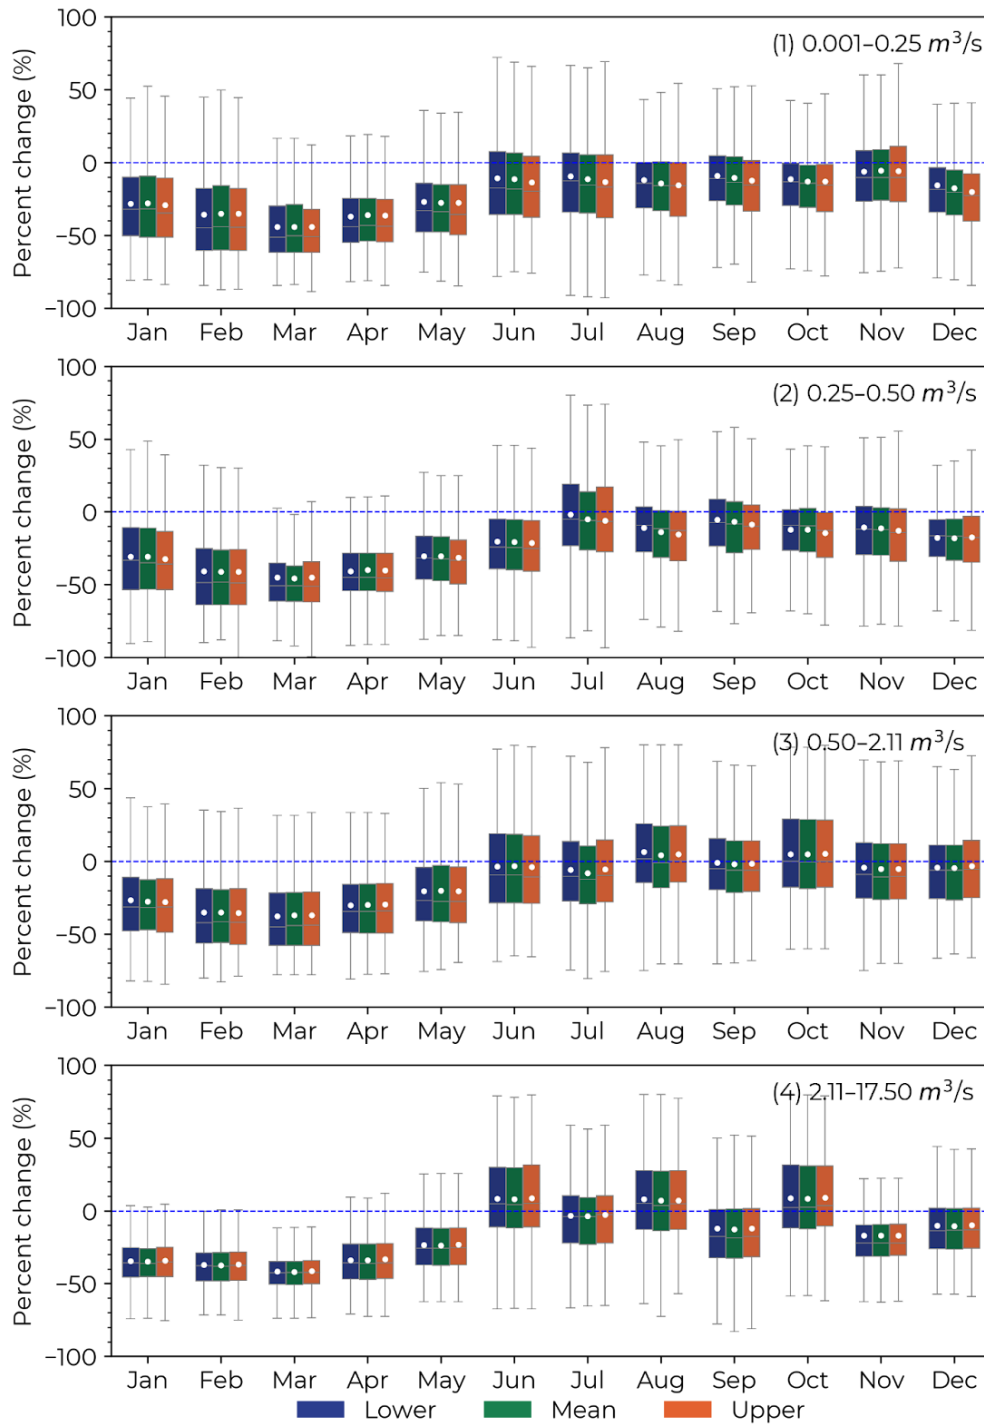 Percent change (%)
100
50
0
−50
−100
(1) 0.001–0.25 m³/s
Jan Feb Mar Apr May Jun Jul Aug Sep Oct Nov Dec
Percent change (%)
100
50
0
−50
−100
(2) 0.25–0.50 m³/s
Jan Feb Mar Apr May Jun Jul Aug Sep Oct Nov Dec
Percent change (%)
100
50
0
−50
−100
(3) 0.50–2.11 m³/s
Jan Feb Mar Apr May Jun Jul Aug Sep Oct Nov Dec
Percent change (%)
100
50
0
−50
−100
(4) 2.11–17.50 m³/s
Jan Feb Mar Apr May Jun Jul Aug Sep Oct Nov Dec
Lower Mean Upper